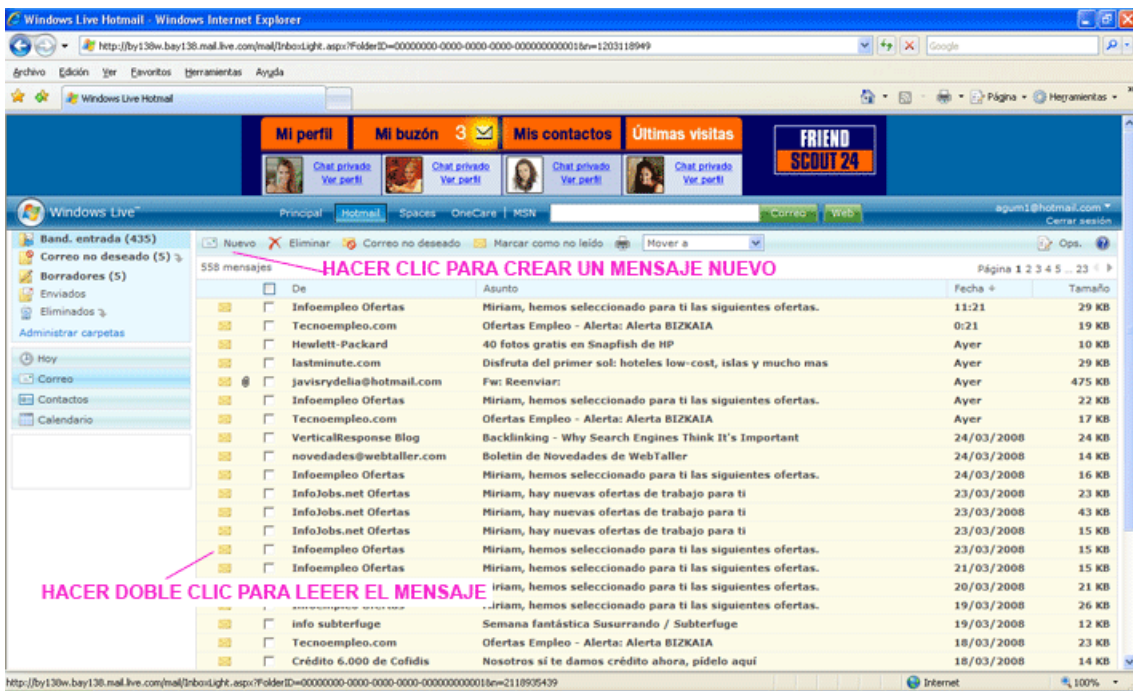 Windows Live Hotmail - Windows Internet Explorer
http://by138w.bay138.mail.live.com/mail/InboxLight.aspx?FolderID=00000000-0000-0000-0000-000000000001&n=1203118949
Google
Archivo Edición Ver Favoritos Herramientas Ayuda
Windows Live Hotmail
Página Herramientas
Mi perfil Mi buzón 3 Mis contactos Últimas visitas
FRIEND
SCOUT 24
Chat privado Chat privado Chat privado Chat privado
Ver perfil Ver perfil Ver perfil Ver perfil
Windows Live™ Principal Hotmail Spaces OneCare | MSN Correo Web
agum1@hotmail.com
Cerrar sesión
Band. entrada (435)
Correo no deseado (5)
Borradores (5)
Enviados
Eliminados
Administrar carpetas
Hoy
Correo
Contactos
Calendario
Nuevo Eliminar Correo no deseado Marcar como no leído Mover a Ops.
558 mensajes
HACER CLIC PARA CREAR UN MENSAJE NUEVO
Página 1 2 3 4 5 .. 23
De Asunto Fecha Tamaño
Infoempleo Ofertas Miriam, hemos seleccionado para ti las siguientes ofertas. 11:21 29 KB
Tecnoempleo.com Ofertas Empleo - Alerta: Alerta BIZKAIA 0:21 19 KB
Hewlett-Packard 40 fotos gratis en Snapfish de HP Ayer 10 KB
lastminute.com Disfruta del primer sol: hoteles low-cost, islas y mucho mas Ayer 29 KB
javisrydelia@hotmail.com Fw: Reenviar: Ayer 475 KB
Infoempleo Ofertas Miriam, hemos seleccionado para ti las siguientes ofertas. Ayer 22 KB
Tecnoempleo.com Ofertas Empleo - Alerta: Alerta BIZKAIA Ayer 17 KB
VerticalResponse Blog Backlinking - Why Search Engines Think It's Important 24/03/2008 24 KB
novedades@webtaller.com Boletin de Novedades de WebTaller 24/03/2008 14 KB
Infoempleo Ofertas Miriam, hemos seleccionado para ti las siguientes ofertas. 24/03/2008 16 KB
InfoJobs.net Ofertas Miriam, hay nuevas ofertas de trabajo para ti 23/03/2008 23 KB
InfoJobs.net Ofertas Miriam, hay nuevas ofertas de trabajo para ti 23/03/2008 43 KB
InfoJobs.net Ofertas Miriam, hay nuevas ofertas de trabajo para ti 23/03/2008 15 KB
Infoempleo Ofertas Miriam, hemos seleccionado para ti las siguientes ofertas. 23/03/2008 15 KB
Infoempleo Ofertas Miriam, hemos seleccionado para ti las siguientes ofertas. 21/03/2008 15 KB
HACER DOBLE CLIC PARA LEEER EL MENSAJE
hemos seleccionado para ti las siguientes ofertas. 20/03/2008 21 KB
hemos seleccionado para ti las siguientes ofertas. 19/03/2008 26 KB
info subterfuge Semana fantástica Susurrando / Subterfuge 19/03/2008 12 KB
Tecnoempleo.com Ofertas Empleo - Alerta: Alerta BIZKAIA 18/03/2008 23 KB
Crédito 6.000 de Cofidis Nosotros sí te damos crédito ahora, pídelo aquí 18/03/2008 14 KB
http://by138w.bay138.mail.live.com/mail/InboxLight.aspx?FolderID=00000000-0000-0000-0000-000000000001&n=2118935439 Internet 100%